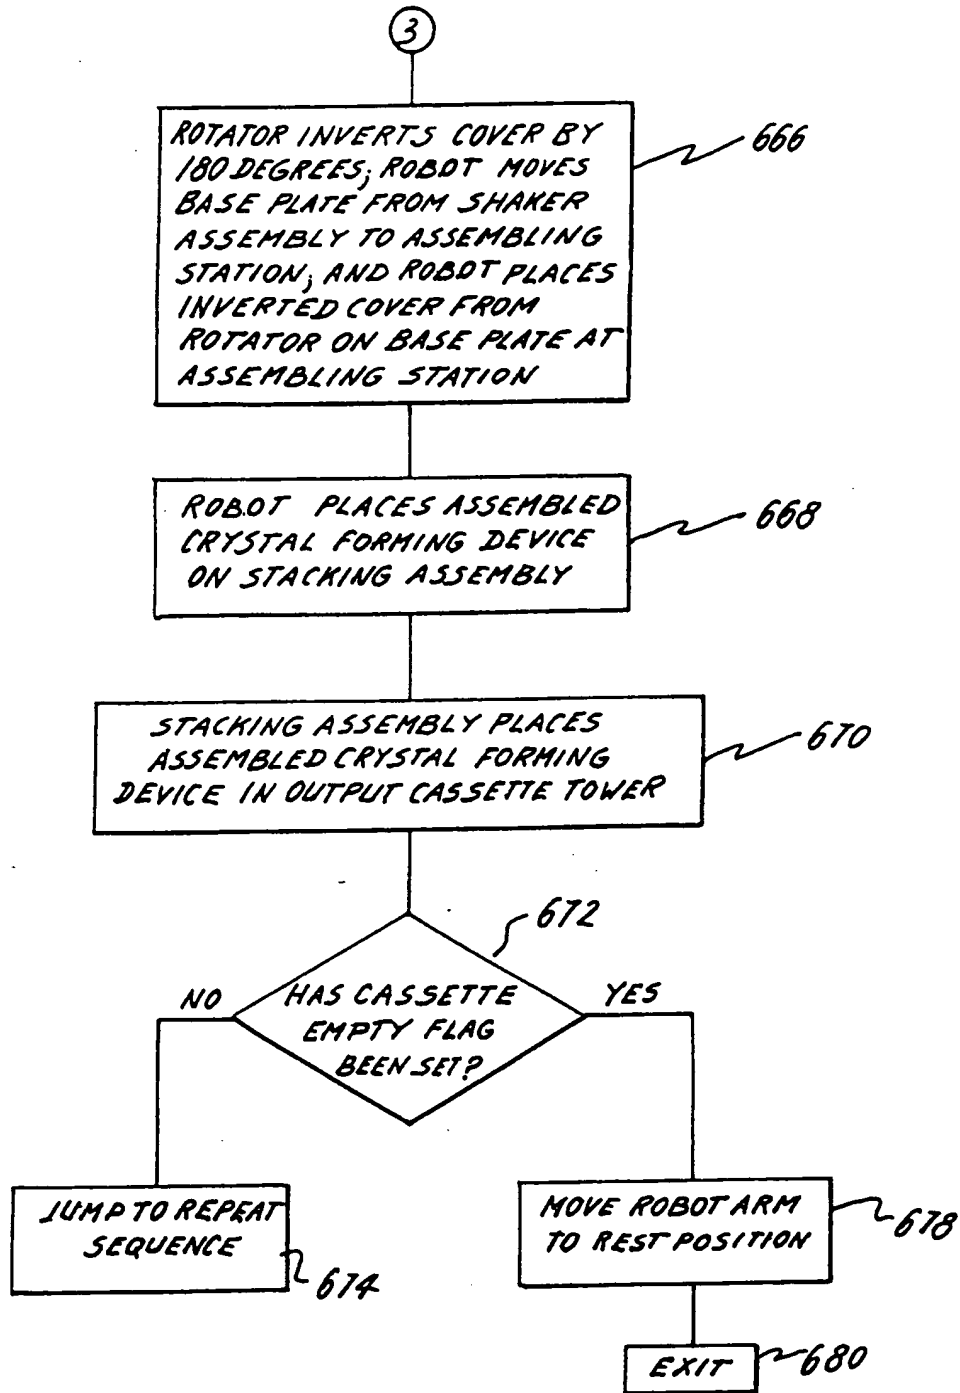 3
ROTATOR INVERTS COVER BY
180 DEGREES; ROBOT MOVES
BASE PLATE FROM SHAKER
ASSEMBLY TO ASSEMBLING
STATION; AND ROBOT PLACES
INVERTED COVER FROM
ROTATOR ON BASE PLATE AT
ASSEMBLING STATION
666
ROBOT PLACES ASSEMBLED
CRYSTAL FORMING DEVICE
ON STACKING ASSEMBLY
668
STACKING ASSEMBLY PLACES
ASSEMBLED CRYSTAL FORMING
DEVICE IN OUTPUT CASSETTE TOWER
670
672
HAS CASSETTE
EMPTY FLAG
BEEN SET?
NO
YES
JUMP TO REPEAT
SEQUENCE
674
MOVE ROBOT ARM
TO REST POSITION
678
EXIT
680